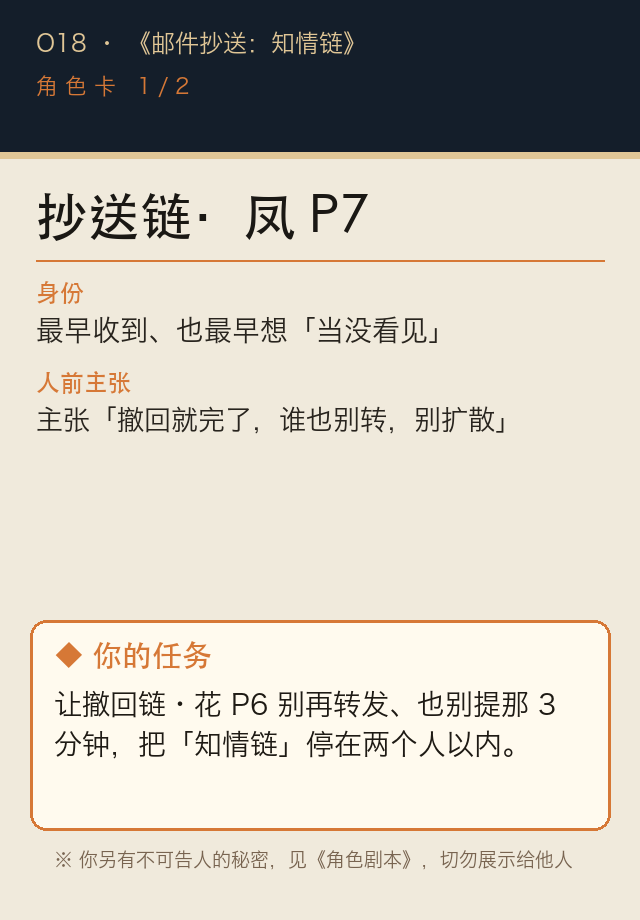 O18 · 《邮件抄送：知情链》
角色卡 1/2
抄送链·凤 P7
身份
最早收到、也最早想「当没看见」
人前主张
主张「撤回就完了，谁也别转，别扩散」
◆ 你的任务
让撤回链·花 P6 别再转发、也别提那 3
分钟，把「知情链」停在两个人以内。
※ 你另有不可告人的秘密，见《角色剧本》，切勿展示给他人